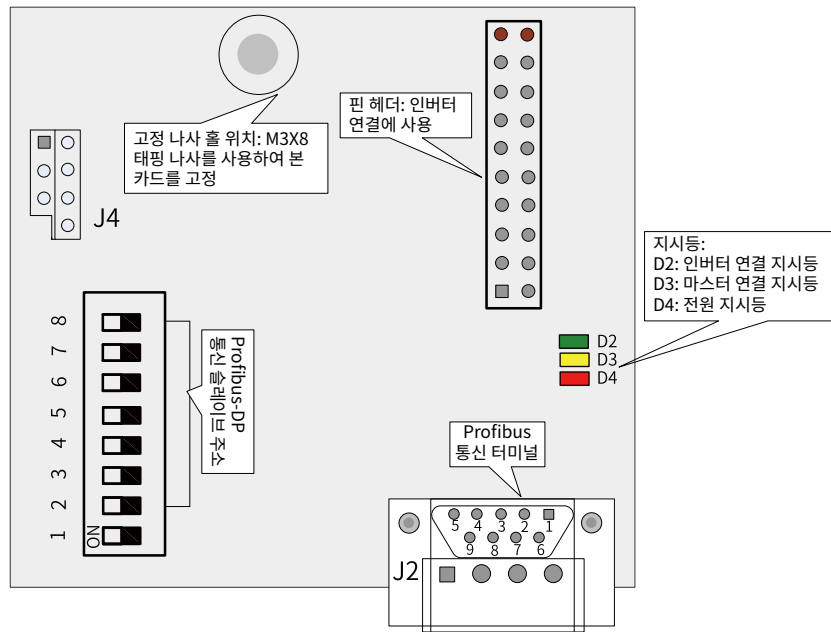 고정 나사 홀 위치: M3X8
태핑 나사를 사용하여 본
카드를 고정
핀 헤더: 인버터
연결에 사용
J4
지시등:
D2: 인버터 연결 지시등
D3: 마스터 연결 지시등
D4: 전원 지시등
D2
D3
D4
8
7
6
5
4
3
2
1
ON
Profibus-DP
통신 슬레이브 주소
Profibus
통신 터미널
5 4 3 2 1
9 8 7 6
J2